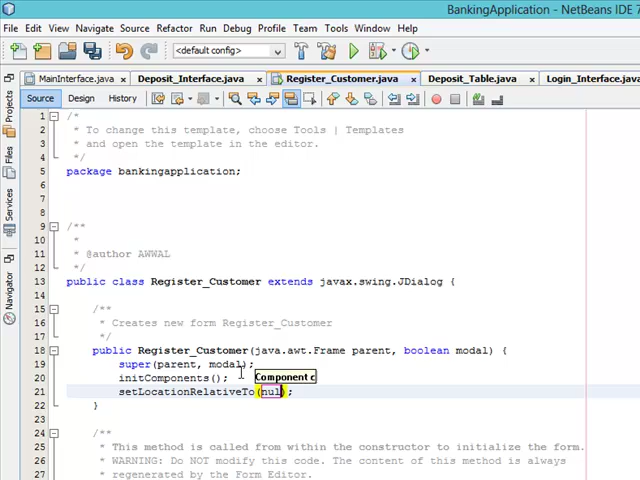 BankingApplication - NetBeans IDE 7
File Edit View Navigate Source Refactor Run Debug Profile Team Tools Window Help
<default config>
MainInterface.java x Deposit_Interface.java x Register_Customer.java x Deposit_Table.java x Login_Interface.java
Source Design History
Projects
Files
Services
Navigator
1 /*
2 * To change this template, choose Tools | Templates
3 * and open the template in the editor.
4 */
5 package bankingapplication;
6
7
8
9 /**
10 *
11 * @author AWWAL
12 */
13 public class Register_Customer extends javax.swing.JDialog {
14
15 /**
16 * Creates new form Register_Customer
17 */
18 public Register_Customer(java.awt.Frame parent, boolean modal) {
19 super(parent, modal);
20 initComponents();
Component c
21 setLocationRelativeTo(nul);
22 }
23
24 /**
25 * This method is called from within the constructor to initialize the form.
26 * WARNING: Do NOT modify this code. The content of this method is always
27 * regenerated by the Form Editor.